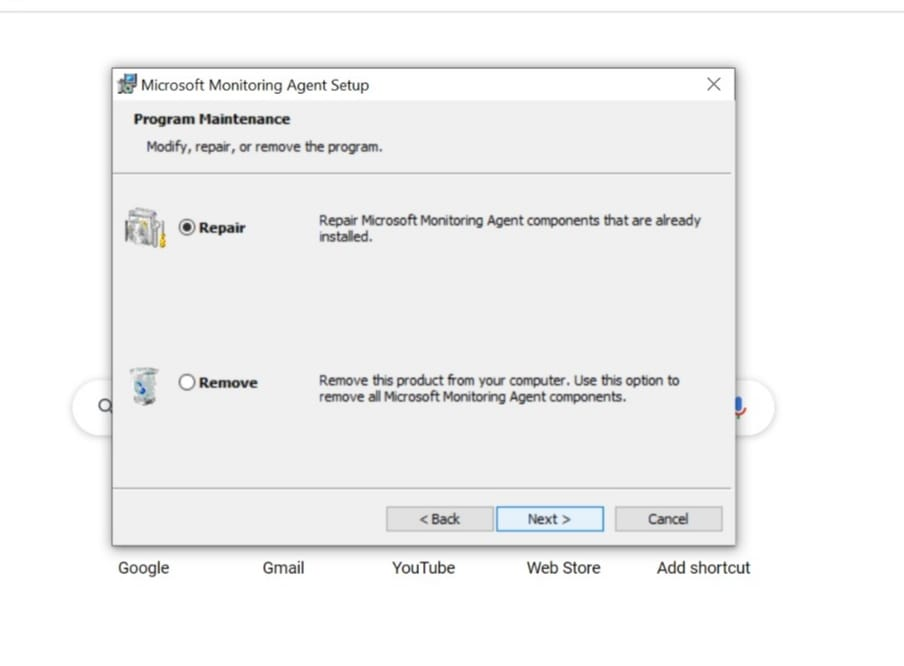 Microsoft Monitoring Agent Setup
Program Maintenance
Modify, repair, or remove the program.
Repair
Repair Microsoft Monitoring Agent components that are already
installed.
Remove
Remove this product from your computer. Use this option to
remove all Microsoft Monitoring Agent components.
< Back
Next >
Cancel
Google
Gmail
YouTube
Web Store
Add shortcut